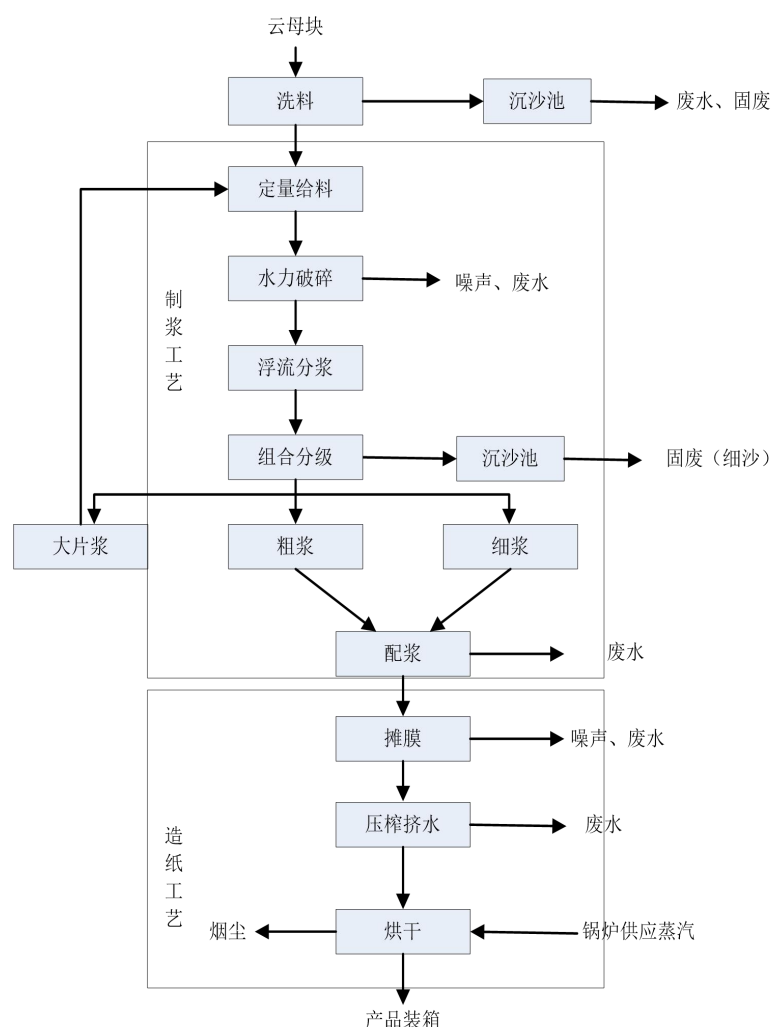 云母块
洗料
沉沙池
废水、固废
定量给料
水力破碎
噪声、废水
制浆工艺
浮流分浆
组合分级
沉沙池
固废（细沙）
大片浆
粗浆
细浆
配浆
废水
摊膜
噪声、废水
造纸工艺
压榨挤水
废水
烟尘
烘干
锅炉供应蒸汽
产品装箱